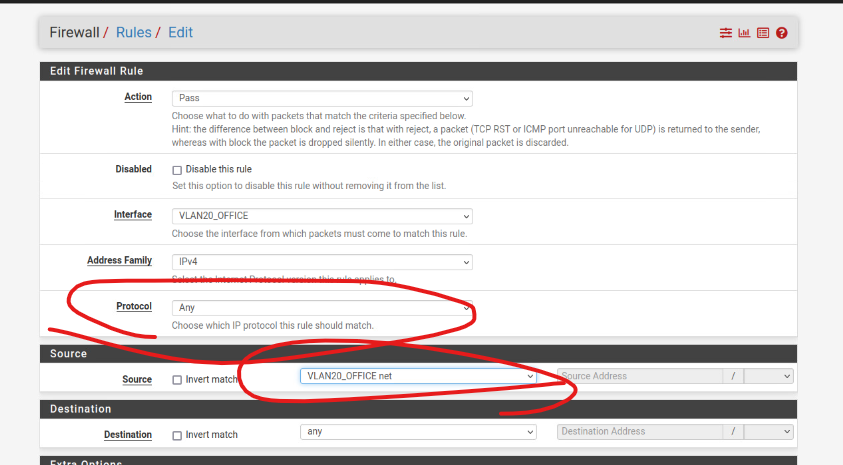 Firewall / Rules / Edit
Edit Firewall Rule
Action
Pass
Choose what to do with packets that match the criteria specified below.
Hint: the difference between block and reject is that with reject, a packet (TCP RST or ICMP port unreachable for UDP) is returned to the sender,
whereas with block the packet is dropped silently. In either case, the original packet is discarded.
Disabled
Disable this rule
Set this option to disable this rule without removing it from the list.
Interface
VLAN20_OFFICE
Choose the interface from which packets must come to match this rule.
Address Family
IPv4
Select the Internet Protocol version this rule applies to.
Protocol
Any
Choose which IP protocol this rule should match.
Source
Source
Invert match
VLAN20_OFFICE net
Source Address
/
Destination
Destination
Invert match
any
Destination Address
/
Extra Options